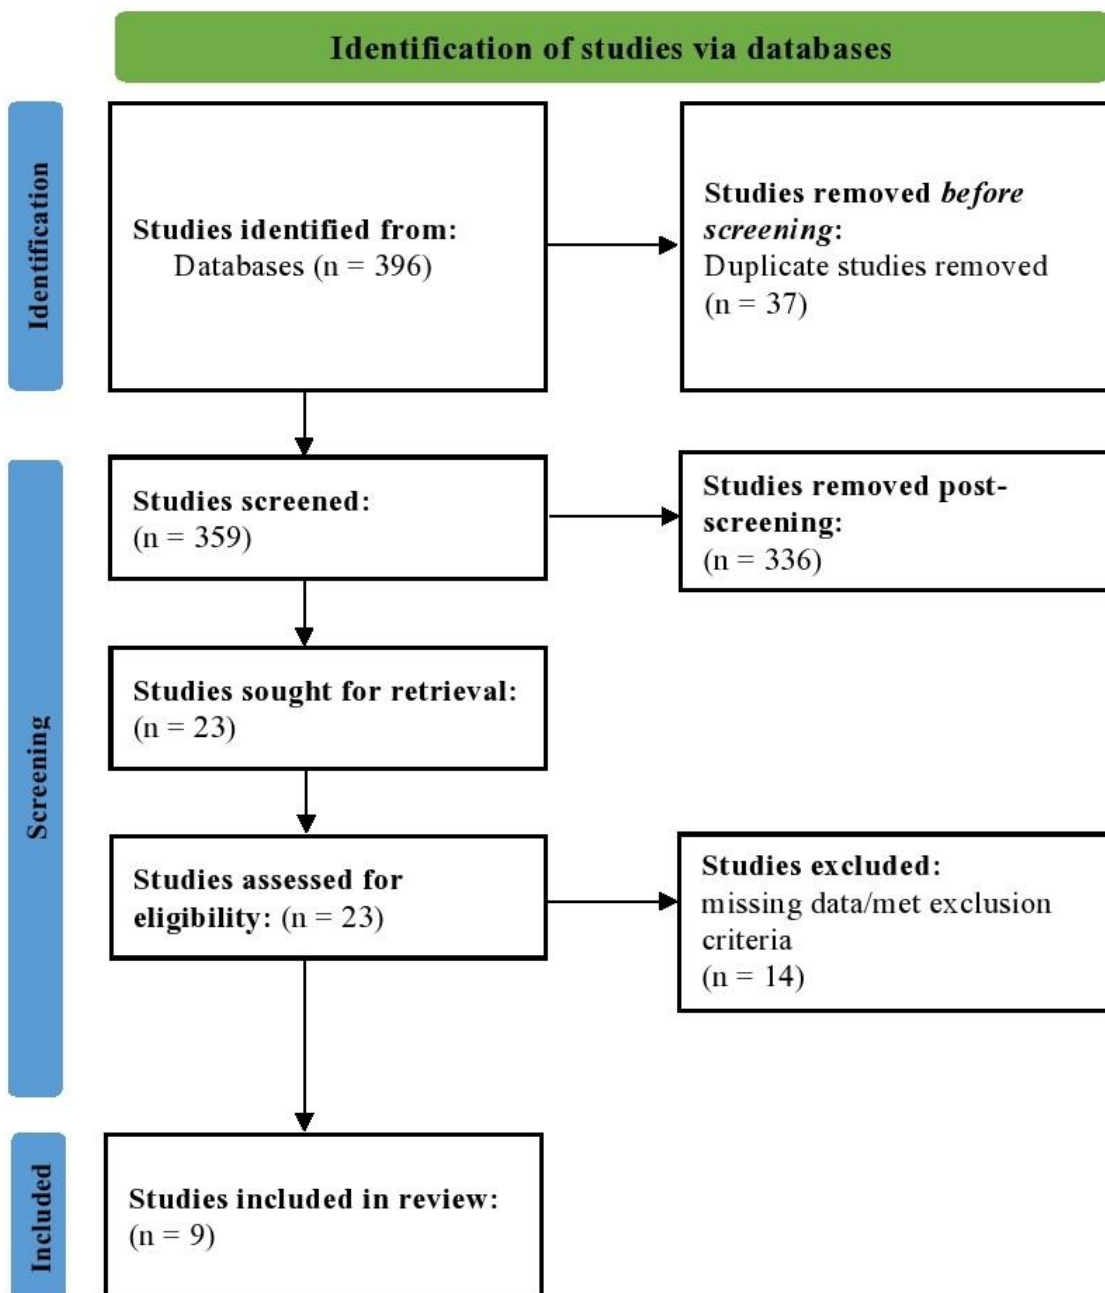 Identification of studies via databases
Identification
Studies identified from:
Databases (n = 396)
Studies removed before
screening:
Duplicate studies removed
(n = 37)
Screening
Studies screened:
(n = 359)
Studies removed post-
screening:
(n = 336)
Studies sought for retrieval:
(n = 23)
Studies assessed for
eligibility: (n = 23)
Studies excluded:
missing data/met exclusion
criteria
(n = 14)
Included
Studies included in review:
(n = 9)